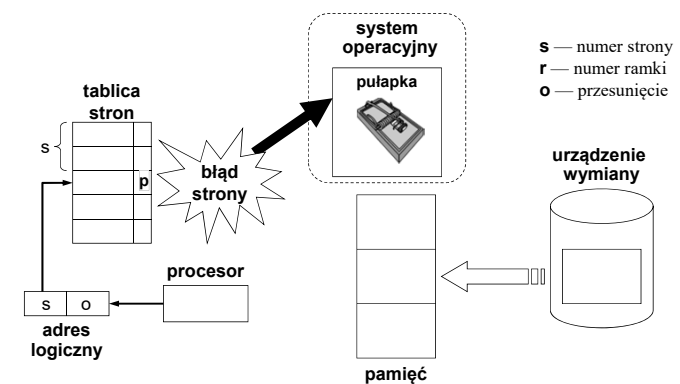 system
operacyjny
pułapka
s — numer strony
r — numer ramki
o — przesunięcie
tablica
stron
s
p
błąd
strony
urządzenie
wymiany
procesor
s o
adres
logiczny
pamięć